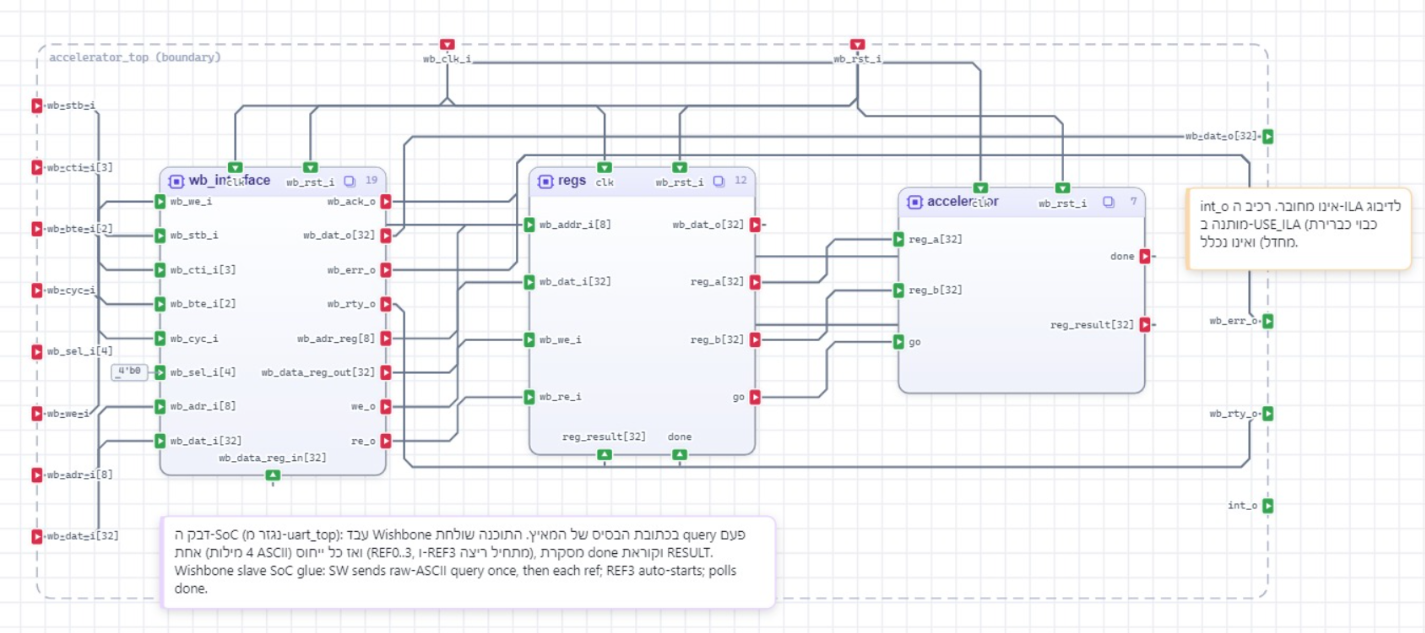 accelerator_top (boundary)
wb_clk_i
wb_rst_i
wb_stb_i
wb_cti_i[3]
wb_bte_i[2]
wb_cyc_i
wb_sel_i[4]
wb_we_i
wb_adr_i[8]
wb_dat_i[32]
wb_interface
clk
wb_rst_i
19
wb_we_i
wb_ack_o
wb_stb_i
wb_dat_o[32]
wb_cti_i[3]
wb_err_o
wb_bte_i[2]
wb_rty_o
wb_cyc_i
wb_adr_reg[8]
4'b0_
wb_sel_i[4]
wb_data_reg_out[32]
wb_adr_i[8]
we_o
wb_dat_i[32]
re_o
wb_data_reg_in[32]
regs
clk
wb_rst_i
12
wb_addr_i[8]
wb_dat_o[32]
wb_dat_i[32]
reg_a[32]
wb_we_i
reg_b[32]
wb_re_i
go
reg_result[32]
done
accelerator
clk
wb_rst_i
7
reg_a[32]
done
reg_b[32]
reg_result[32]
go
wb_dat_o[32]
wb_err_o
wb_rty_o
int_o
int_o אינו מחובר. רכיב ה-ILA לדיבוג
מותנה ב-USE_ILA (כבוי כברירת
מחדל) ואינו נכלל.
דבק ה-SoC (נגזר מ-uart_top): עבד Wishbone בכתובת הבסיס של המאיץ. התוכנה שולחת query פעם
אחת (4 מילות ASCII) ואז כל ייחוס (REF0..3, ו-REF3 מתחיל ריצה), מסקרת done וקוראת RESULT.
Wishbone slave SoC glue: SW sends raw-ASCII query once, then each ref; REF3 auto-starts; polls
done.